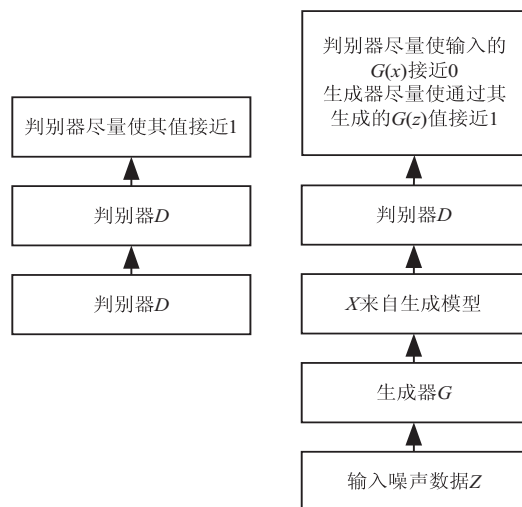 判别器尽量使其值接近1
判别器D
判别器D
判别器尽量使输入的
G(x)接近0
生成器尽量使通过其
生成的G(z)值接近1
判别器D
X来自生成模型
生成器G
输入噪声数据Z